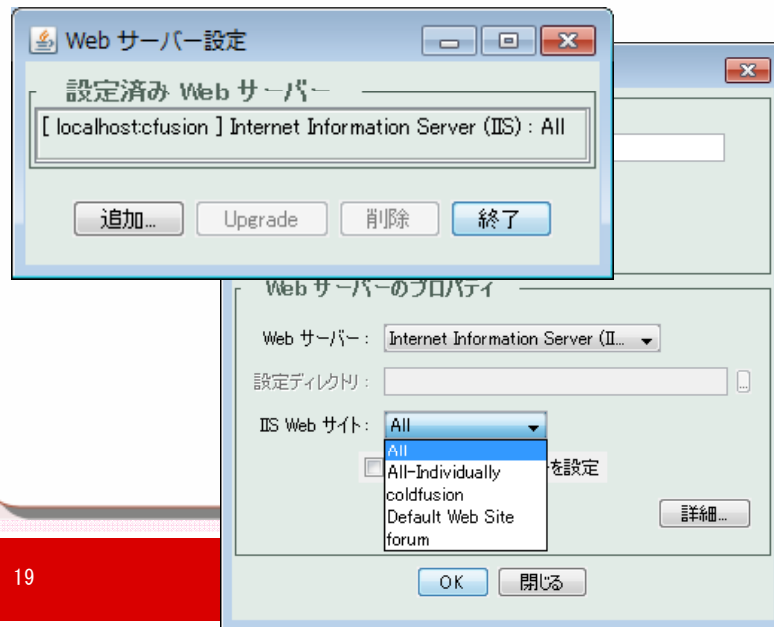 Web サーバー設定
設定済み Web サーバー
[ localhost:cfusion ] Internet Information Server (IIS) : All
追加...
Upgrade
削除
終了
Web サーバーのプロパティ
Web サーバー : Internet Information Server (II...
設定ディレクトリ :
...
IIS Web サイト : All
All
All-Individually
を設定
coldfusion
Default Web Site
forum
詳細...
OK
閉じる
19